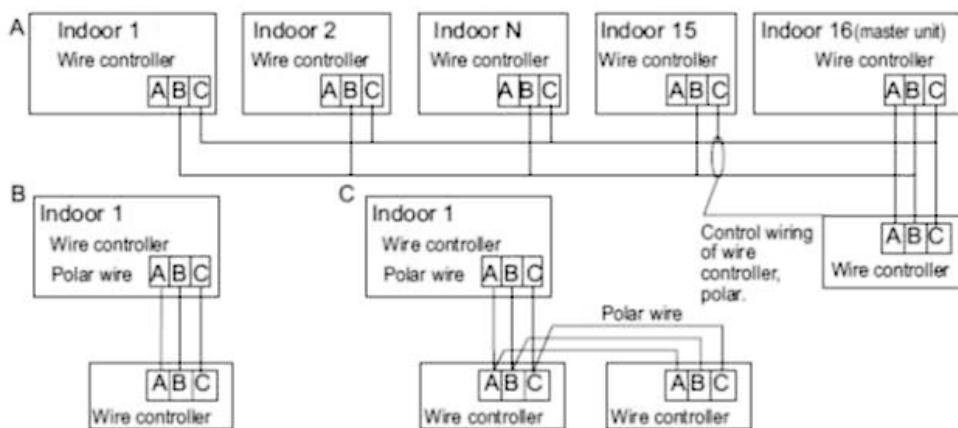 A
Indoor 1
Wire controller
A B C
Indoor 2
Wire controller
A B C
Indoor N
Wire controller
A B C
Indoor 15
Wire controller
A B C
Indoor 16(master unit)
Wire controller
A B C
B
Indoor 1
Wire controller
Polar wire
A B C
A B C
Wire controller
C
Indoor 1
Wire controller
Polar wire
A B C
Polar wire
A B C
Wire controller
A B C
Wire controller
Control wiring
of wire
controller,
polar.
A B C
Wire controller